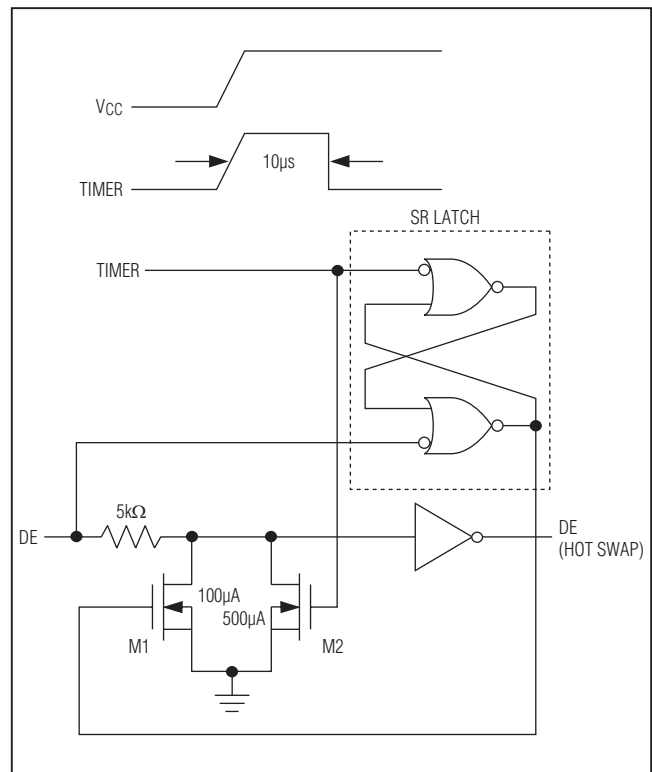 VCC
10µs
TIMER
SR LATCH
TIMER
5kΩ
DE
DE
(HOT SWAP)
100µA
500µA
M1
M2